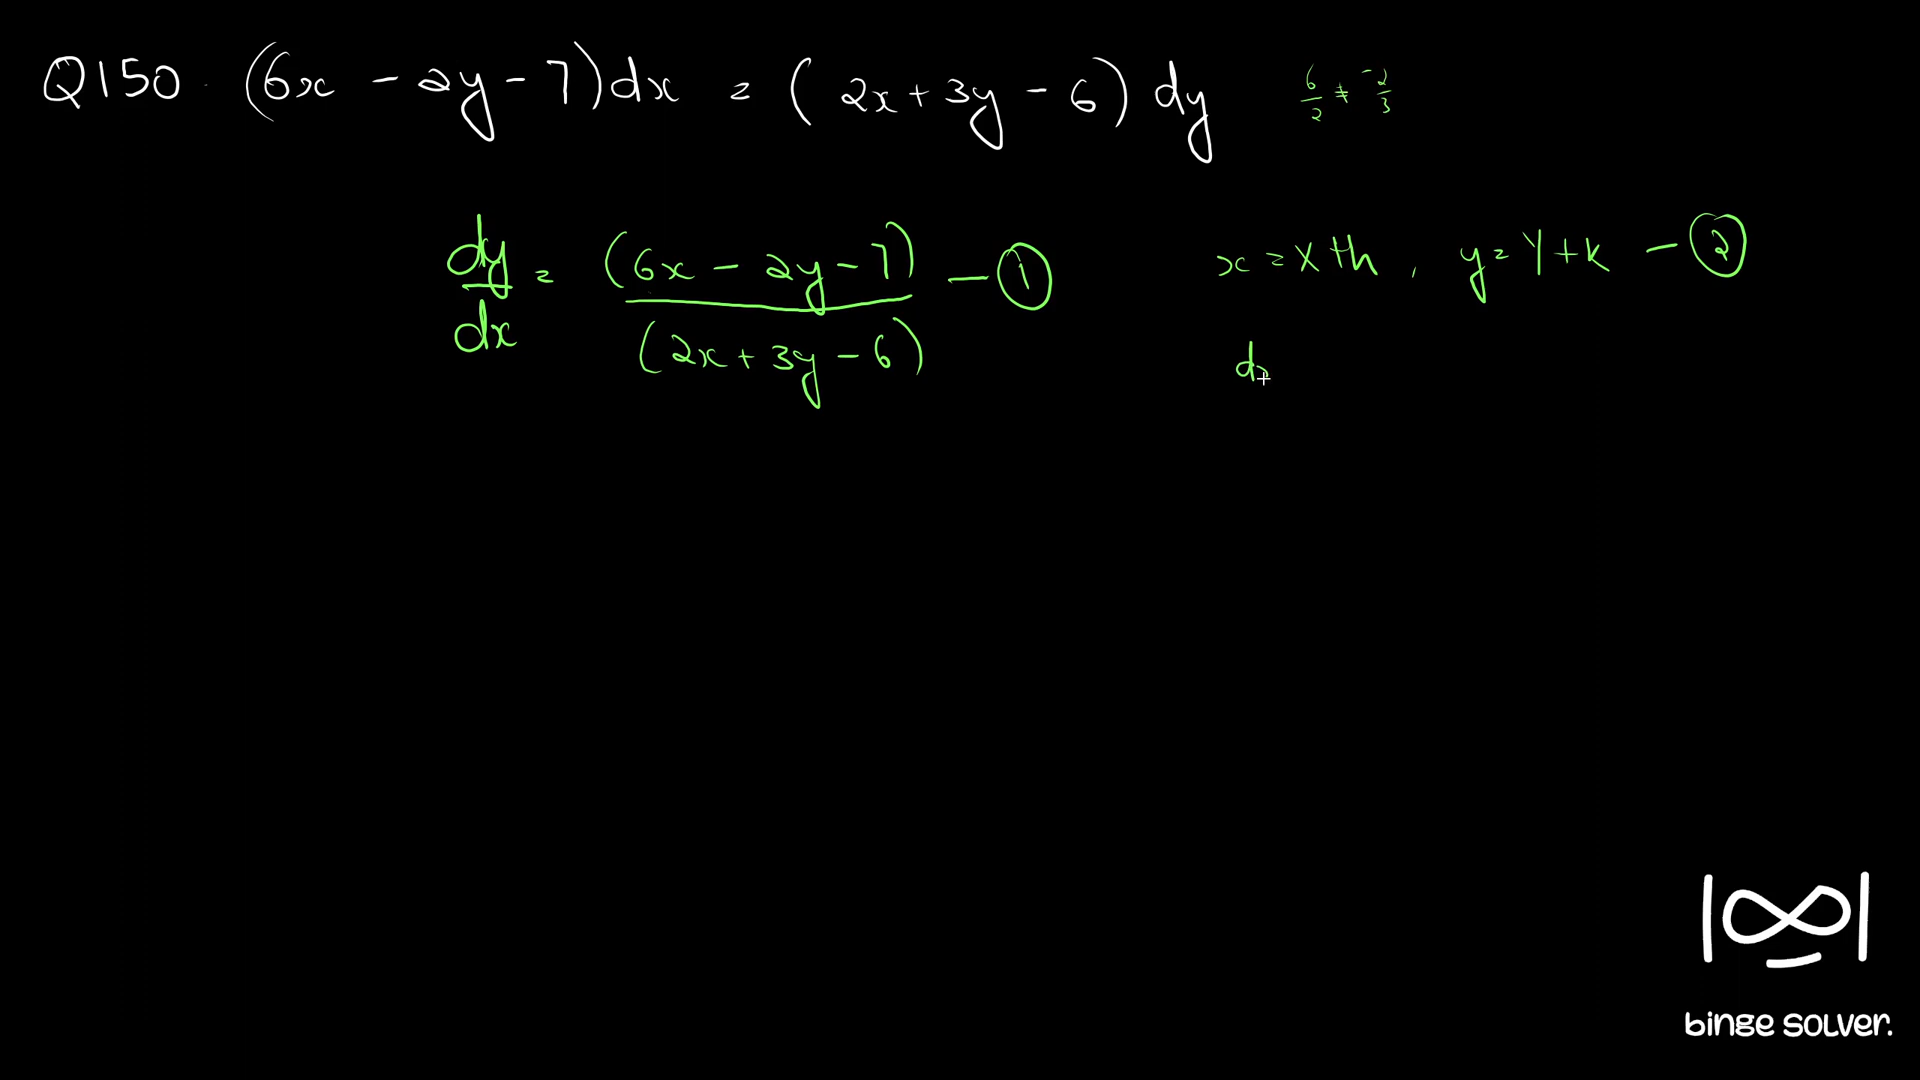 Q150. (6x - 2y - 7)dx = (2x + 3y - 6) dy 6/2 ≠ -2/3
dy/dx = (6x - 2y - 7)/(2x + 3y - 6) — ① x = X + h, y = Y + k — ②
binge solver.